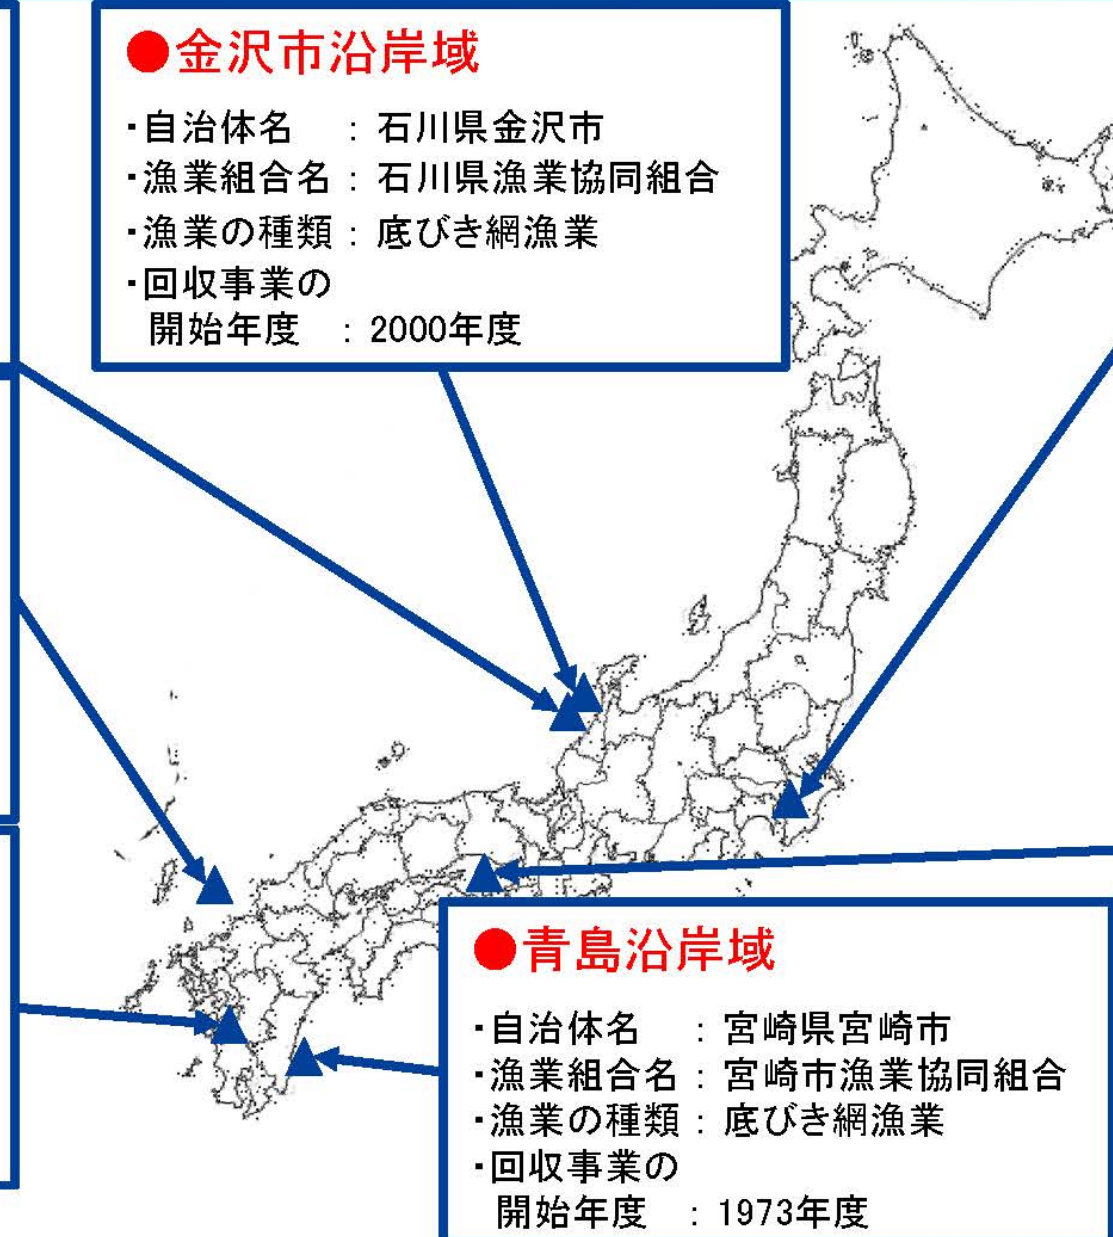 ●金沢市沿岸域
・自治体名　：石川県金沢市
・漁業組合名：石川県漁業協同組合
・漁業の種類：底びき網漁業
・回収事業の
開始年度　：2000年度
●青島沿岸域
・自治体名　：宮崎県宮崎市
・漁業組合名：宮崎市漁業協同組合
・漁業の種類：底びき網漁業
・回収事業の
開始年度　：1973年度